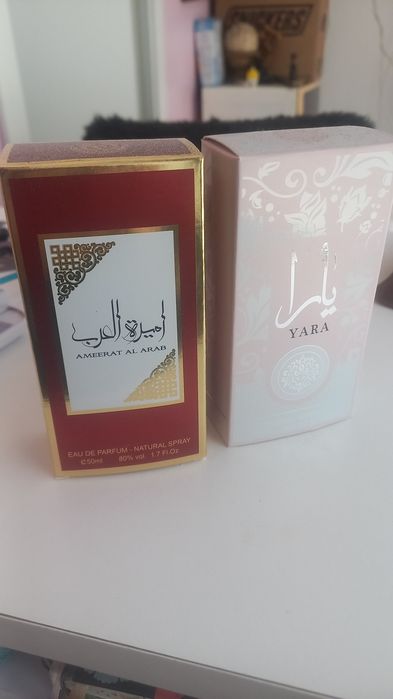 أميرة العرب
AMEERAT AL ARAB
EAU DE PARFUM - NATURAL SPRAY
℮50ml 80% vol 1.7 Fl.Oz
يارا
YARA